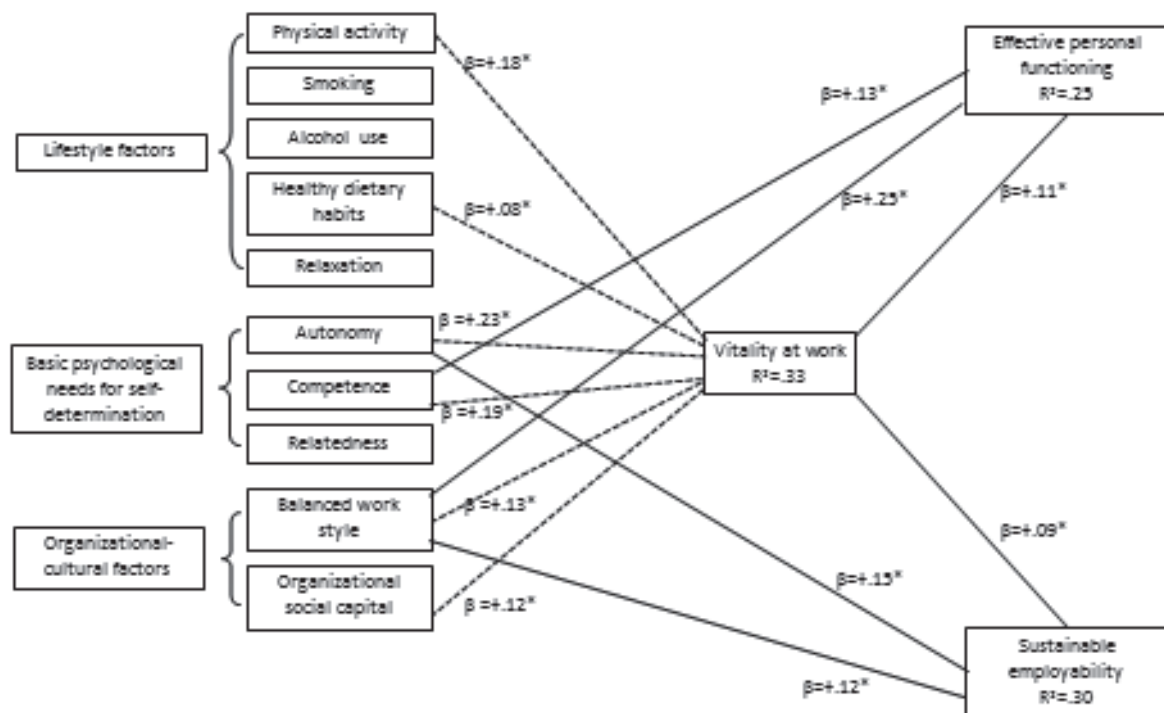 Physical activity
Smoking
Alcohol use
Healthy dietary
habits
Relaxation
Lifestyle factors
Autonomy
Competence
Relatedness
Basic psychological
needs for self-
determination
Balanced work
style
Organizational
social capital
Organizational-
cultural factors
β=+.18*
β=+.08*
β =+.23*
β =+.19*
β =+.13*
β =+.12*
Vitality at work
R²=.33
β=+.13*
β=+.25*
β=+.11*
β=+.09*
β=+.15*
β=+.12*
Effective personal
functioning
R²=.25
Sustainable
employability
R²=.30